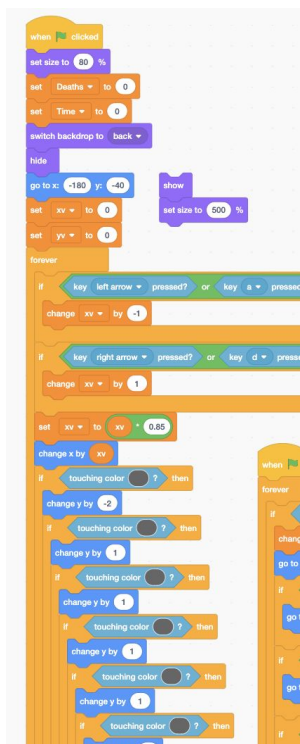 when clicked
set size to 80 %
set Deaths to 0
set Time to 0
switch backdrop to back
hide
go to x: -180 y: -40
show
set xv to 0
set size to 500 %
set yv to 0
forever
if key left arrow pressed? or key a pressed
change xv by -1
if key right arrow pressed? or key d presse
change xv by 1
set xv to xv * 0.85
change x by xv
when
if touching color ? then
forever
change y by -2
if
if touching color ? then
chang
change y by 1
go to
if touching color ? then
if
change y by 1
go t
if touching color ? then
change y by 1
if
if touching color ? then
go t
change y by 1
if touching color ? then
if